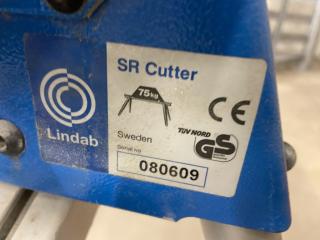 SR Cutter
75kg
CE
Lindab
Sweden
TÜV NORD
GS
Serial no
080609